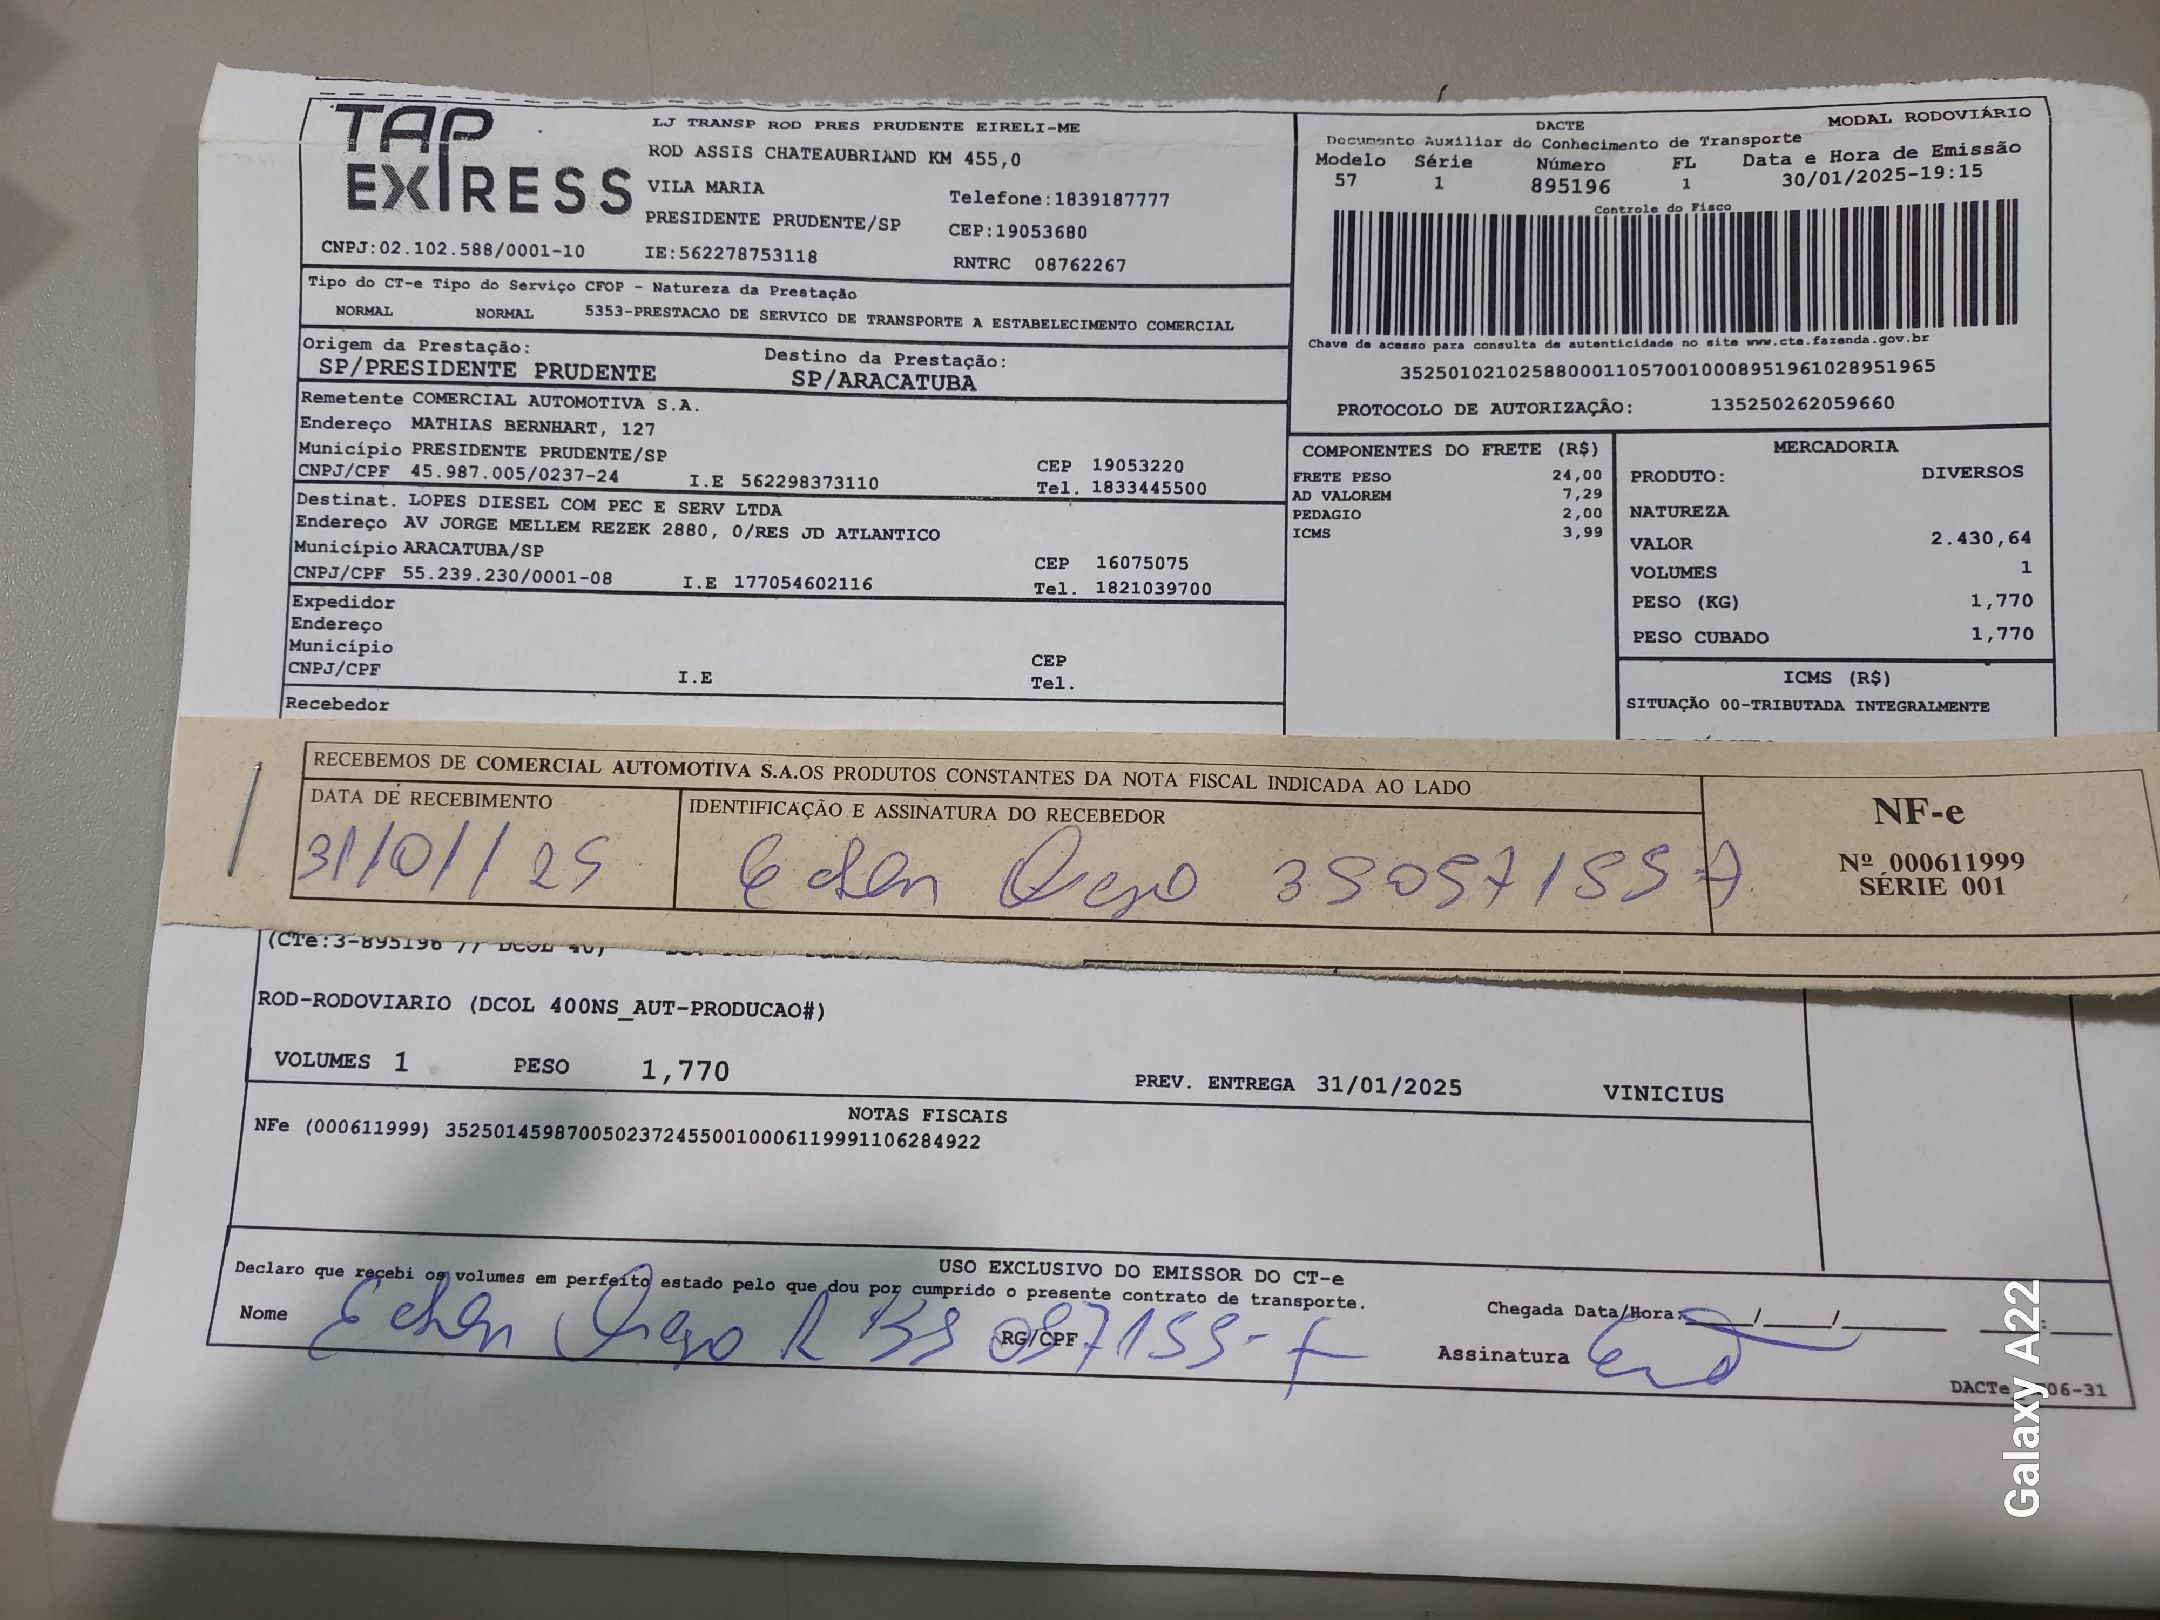 TAP EXPRESS
LJ TRANSP ROD PRES PRUDENTE EIRELI-ME
ROD ASSIS CHATEAUBRIAND KM 455,0
VILA MARIA Telefone:1839187777
PRESIDENTE PRUDENTE/SP CEP:19053680
CNPJ:02.102.588/0001-10 IE:562278753118 RNTRC 08762267
DACTE MODAL RODOVIÁRIO
Documento Auxiliar do Conhecimento de Transporte
Modelo Série Número FL Data e Hora de Emissão
57 1 895196 1 30/01/2025-19:15
Controle do Fisco
Chave de acesso para consulta de autenticidade no site www.cte.fazenda.gov.br
35250102102588000110570010008951961028951965
PROTOCOLO DE AUTORIZAÇÃO: 135250262059660
Tipo do CT-e Tipo do Serviço CFOP - Natureza da Prestação
NORMAL NORMAL 5353-PRESTACAO DE SERVICO DE TRANSPORTE A ESTABELECIMENTO COMERCIAL
Origem da Prestação: Destino da Prestação:
SP/PRESIDENTE PRUDENTE SP/ARACATUBA
Remetente COMERCIAL AUTOMOTIVA S.A.
Endereço MATHIAS BERNHART, 127
Município PRESIDENTE PRUDENTE/SP CEP 19053220
CNPJ/CPF 45.987.005/0237-24 I.E 562298373110 Tel. 1833445500
Destinat. LOPES DIESEL COM PEC E SERV LTDA
Endereço AV JORGE MELLEM REZEK 2880, 0/RES JD ATLANTICO
Município ARACATUBA/SP CEP 16075075
CNPJ/CPF 55.239.230/0001-08 I.E 177054602116 Tel. 1821039700
Expedidor
Endereço
Município CEP
CNPJ/CPF I.E Tel.
Recebedor
COMPONENTES DO FRETE (R$)
FRETE PESO 24,00
AD VALOREM 7,29
PEDAGIO 2,00
ICMS 3,99
MERCADORIA
PRODUTO: DIVERSOS
NATUREZA
VALOR 2.430,64
VOLUMES 1
PESO (KG) 1,770
PESO CUBADO 1,770
ICMS (R$)
SITUAÇÃO 00-TRIBUTADA INTEGRALMENTE
RECEBEMOS DE COMERCIAL AUTOMOTIVA S.A.OS PRODUTOS CONSTANTES DA NOTA FISCAL INDICADA AO LADO
DATA DE RECEBIMENTO IDENTIFICAÇÃO E ASSINATURA DO RECEBEDOR
31/01/25
NF-e
Nº 000611999
SÉRIE 001
(CTe:3-895196 // DCOL 40)
ROD-RODOVIARIO (DCOL 400NS_AUT-PRODUCAO#)
VOLUMES 1 PESO 1,770 PREV. ENTREGA 31/01/2025 VINICIUS
NOTAS FISCAIS
NFe (000611999) 35250145987005023724550010006119991106284922
USO EXCLUSIVO DO EMISSOR DO CT-e
Declaro que recebi os volumes em perfeito estado pelo que dou por cumprido o presente contrato de transporte.
Nome RG/CPF
Chegada Data/Hora: / / :
Assinatura
Galaxy A22